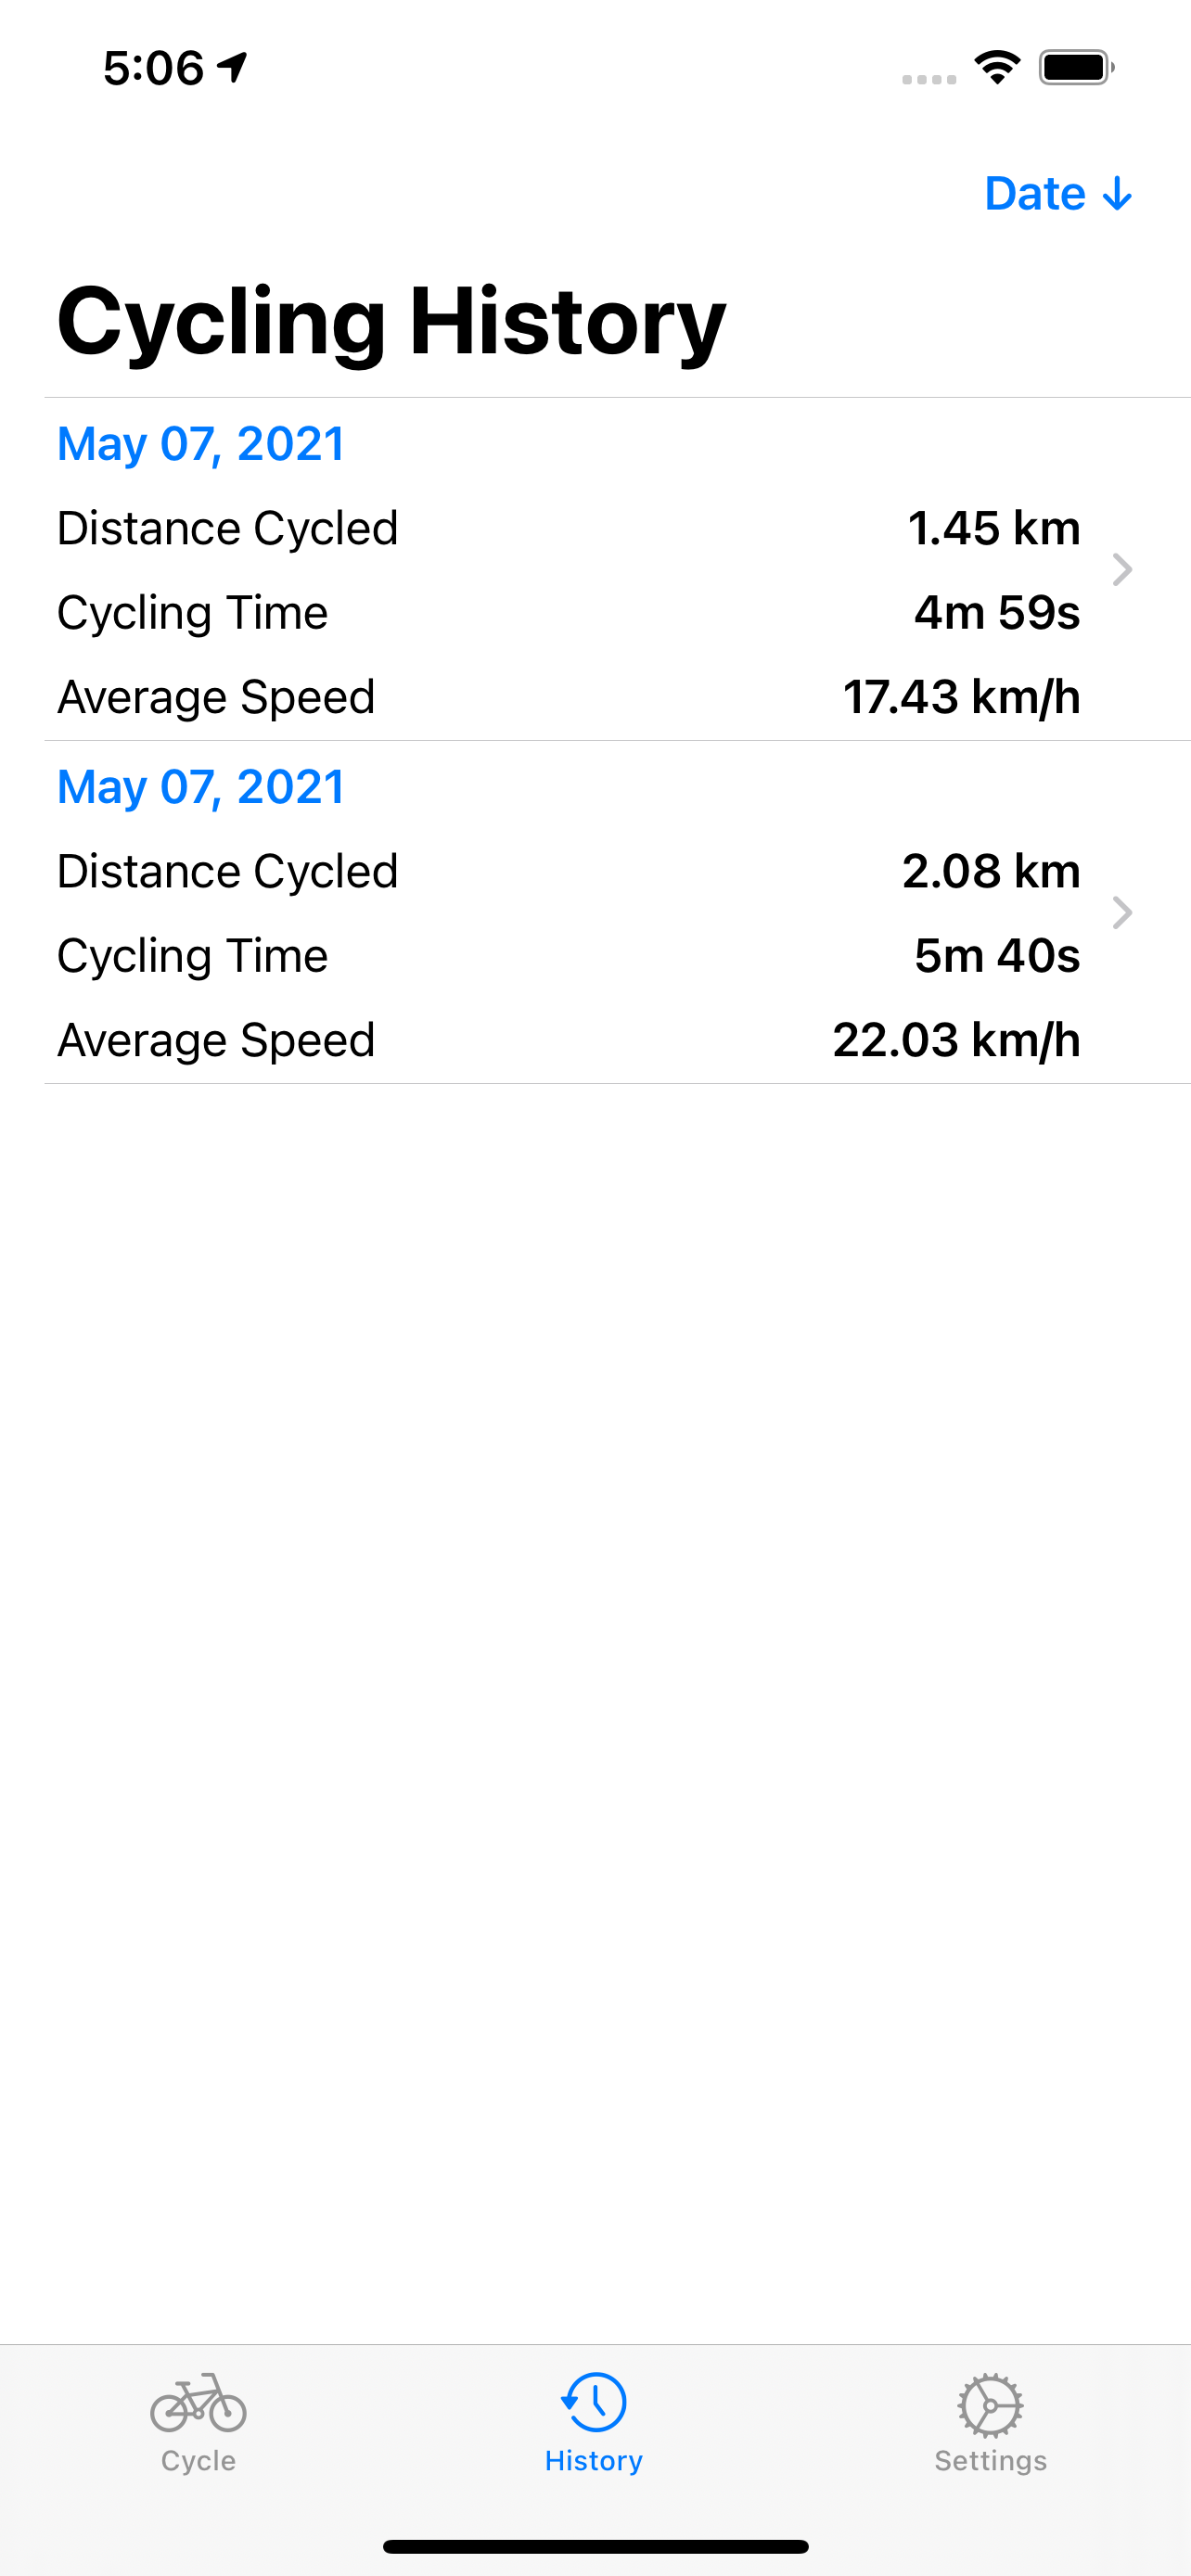 5:06
Date ↓
Cycling History
May 07, 2021
Distance Cycled 1.45 km
Cycling Time 4m 59s
Average Speed 17.43 km/h
May 07, 2021
Distance Cycled 2.08 km
Cycling Time 5m 40s
Average Speed 22.03 km/h
Cycle History Settings